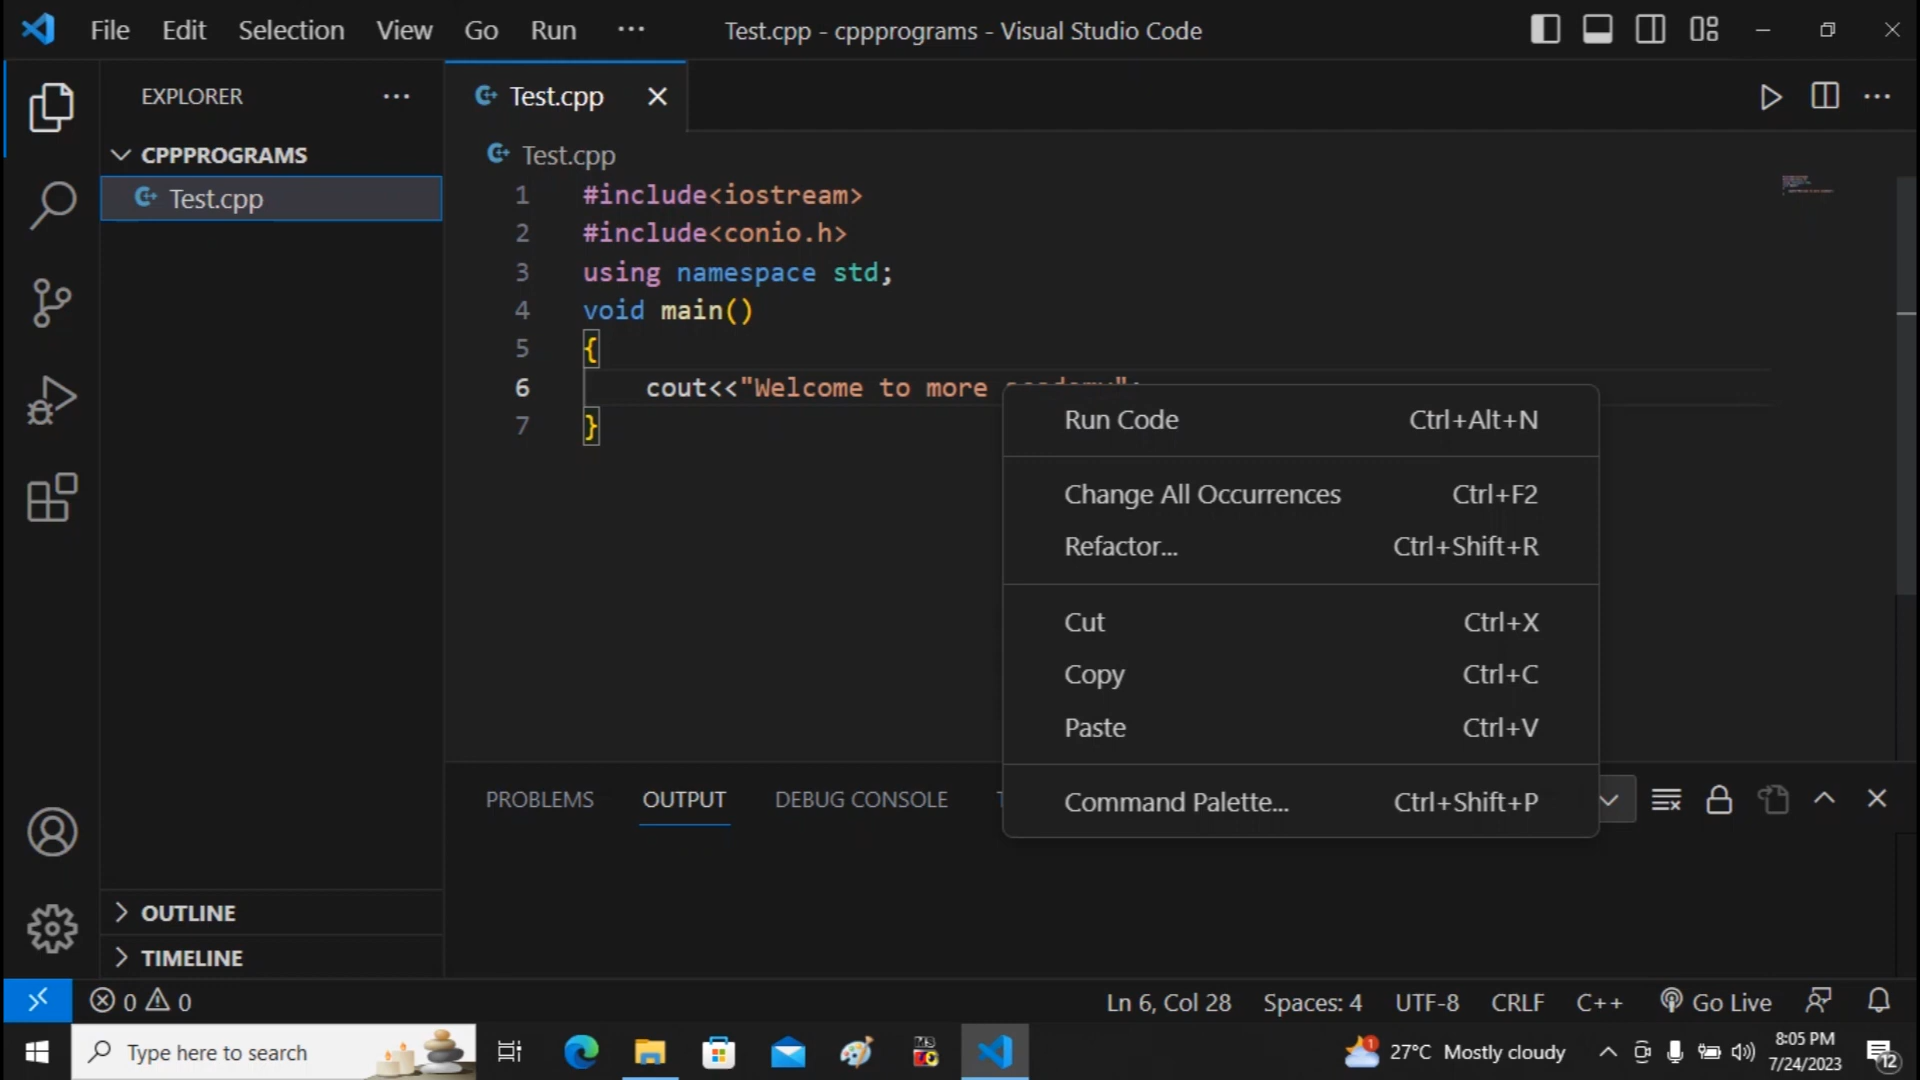 File Edit Selection View Go Run ··· Test.cpp - cppprograms - Visual Studio Code
EXPLORER ···
Test.cpp
CPPPROGRAMS
Test.cpp
Test.cpp
1 #include<iostream>
2 #include<conio.h>
3 using namespace std;
4 void main()
5 {
6 cout<<"Welcome to more
7 }
Run Code Ctrl+Alt+N
Change All Occurrences Ctrl+F2
Refactor... Ctrl+Shift+R
Cut Ctrl+X
Copy Ctrl+C
Paste Ctrl+V
Command Palette... Ctrl+Shift+P
PROBLEMS OUTPUT DEBUG CONSOLE
OUTLINE
TIMELINE
0 0 Ln 6, Col 28 Spaces: 4 UTF-8 CRLF C++ Go Live
Type here to search
27°C Mostly cloudy
8:05 PM
7/24/2023
12